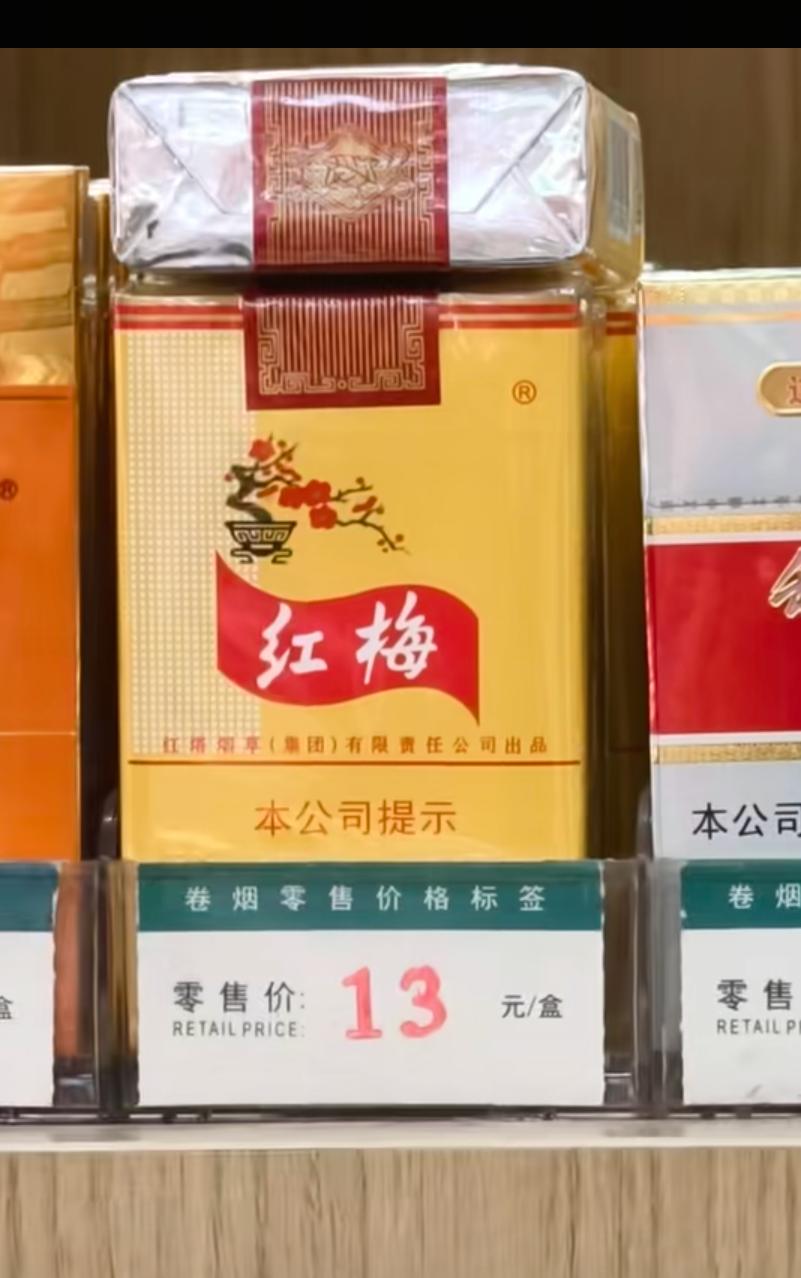 ®
®
红梅
红塔烟草(集团)有限责任公司出品
本公司提示
本公司
卷烟零售价格标签
卷烟
盒
零售价: 13 元/盒
RETAIL PRICE:
零售
RETAIL P